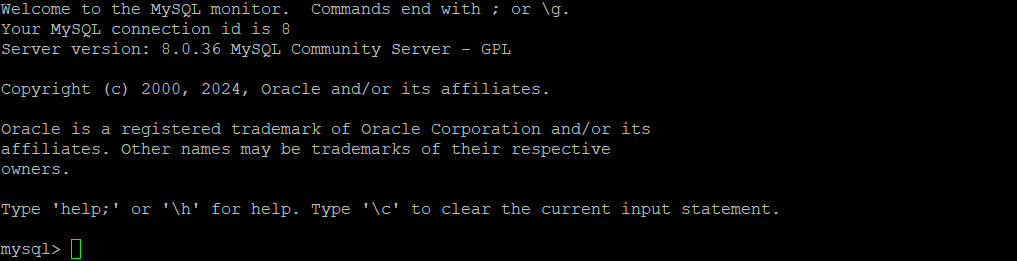 Welcome to the MySQL monitor.  Commands end with ; or \g.
Your MySQL connection id is 8
Server version: 8.0.36 MySQL Community Server - GPL
Copyright (c) 2000, 2024, Oracle and/or its affiliates.
Oracle is a registered trademark of Oracle Corporation and/or its
affiliates. Other names may be trademarks of their respective
owners.
Type 'help;' or '\h' for help. Type '\c' to clear the current input statement.
mysql>